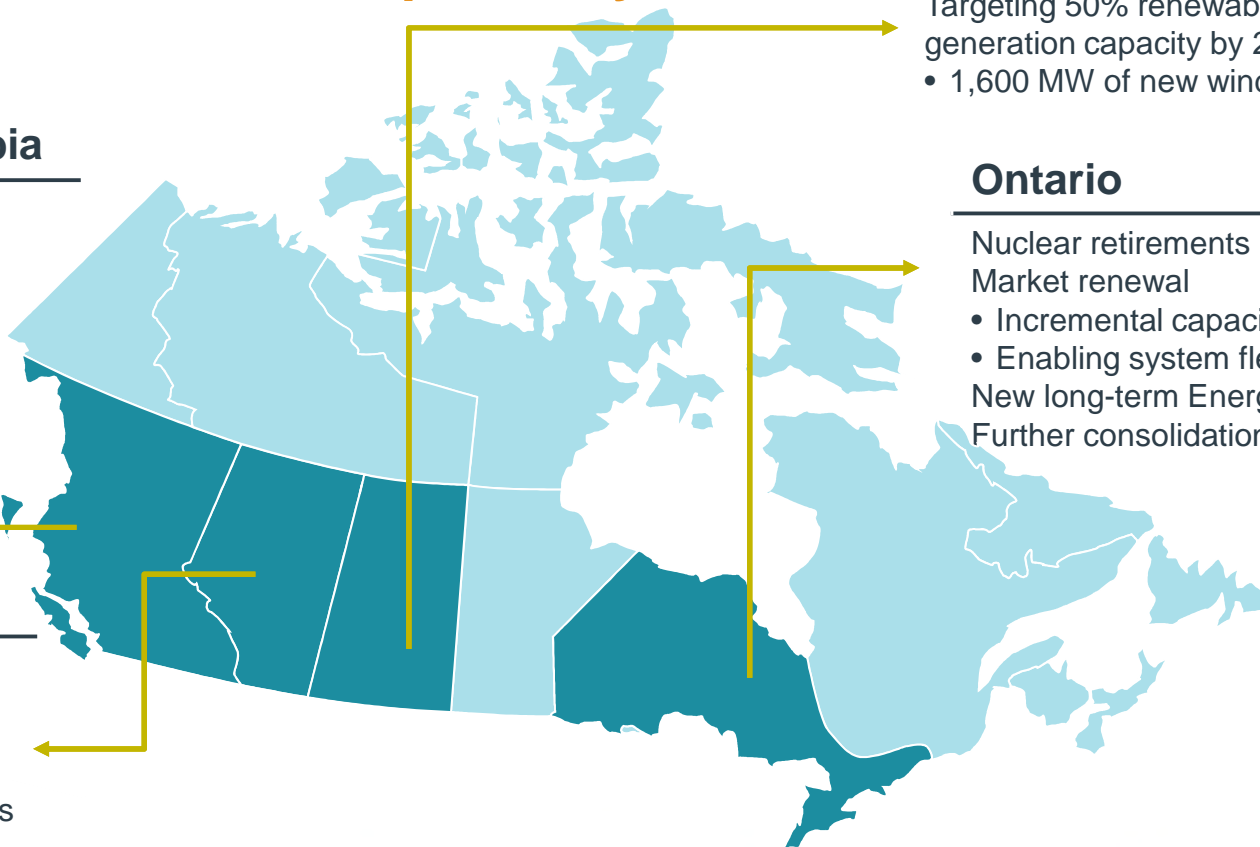 Targeting 50% renewab
generation capacity by 2
• 1,600 MW of new wind
bia
Ontario
Nuclear retirements
Market renewal
• Incremental capaci
• Enabling system fle
New long-term Energ
Further consolidation
s